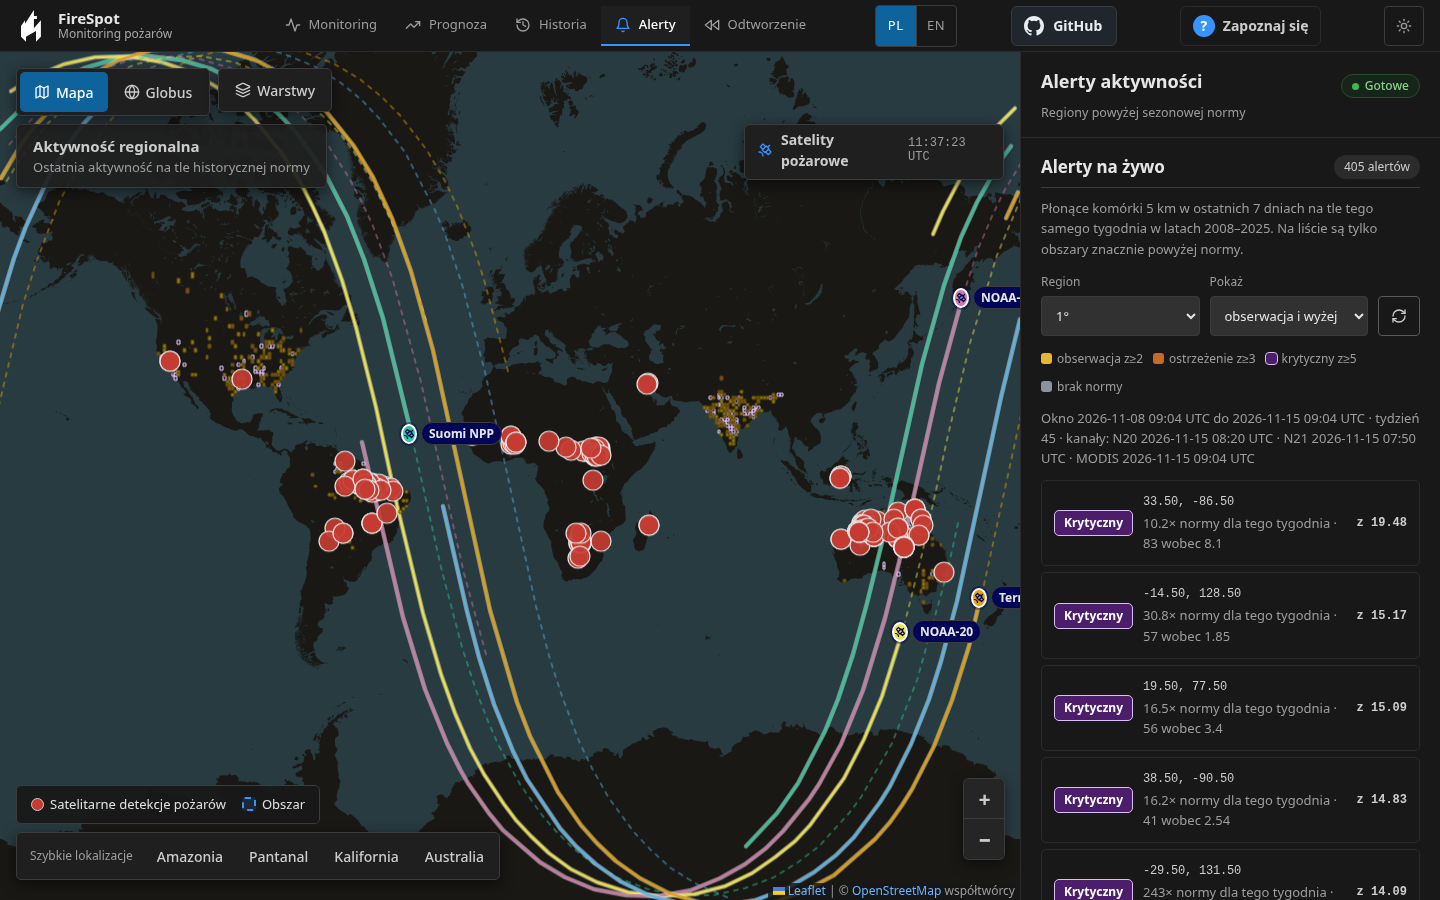 FireSpot
Monitoring pożarów
Monitoring
Prognoza
Historia
Alerty
Odtworzenie
PL
EN
GitHub
? Zapoznaj się
Mapa
Globus
Warstwy
Aktywność regionalna
Ostatnia aktywność na tle historycznej normy
Satelity
pożarowe
11:37:23
UTC
NOAA-
Suomi NPP
Terr
NOAA-20
Satelitarne detekcje pożarów
Obszar
Szybkie lokalizacje
Amazonia
Pantanal
Kalifornia
Australia
+
−
Leaflet | © OpenStreetMap współtwórcy
Alerty aktywności
Gotowe
Regiony powyżej sezonowej normy
Alerty na żywo
405 alertów
Płonące komórki 5 km w ostatnich 7 dniach na tle tego
samego tygodnia w latach 2008–2025. Na liście są tylko
obszary znacznie powyżej normy.
Region
Pokaż
1°
obserwacja i wyżej
obserwacja z≥2
ostrzeżenie z≥3
krytyczny z≥5
brak normy
Okno 2026-11-08 09:04 UTC do 2026-11-15 09:04 UTC · tydzień
45 · kanały: N20 2026-11-15 08:20 UTC · N21 2026-11-15 07:50
UTC · MODIS 2026-11-15 09:04 UTC
Krytyczny
33.50, -86.50
10.2× normy dla tego tygodnia ·
83 wobec 8.1
z 19.48
Krytyczny
-14.50, 128.50
30.8× normy dla tego tygodnia ·
57 wobec 1.85
z 15.17
Krytyczny
19.50, 77.50
16.5× normy dla tego tygodnia ·
56 wobec 3.4
z 15.09
Krytyczny
38.50, -90.50
16.2× normy dla tego tygodnia ·
41 wobec 2.54
z 14.83
Krytyczny
-29.50, 131.50
243× normy dla tego tygodnia ·
z 14.09